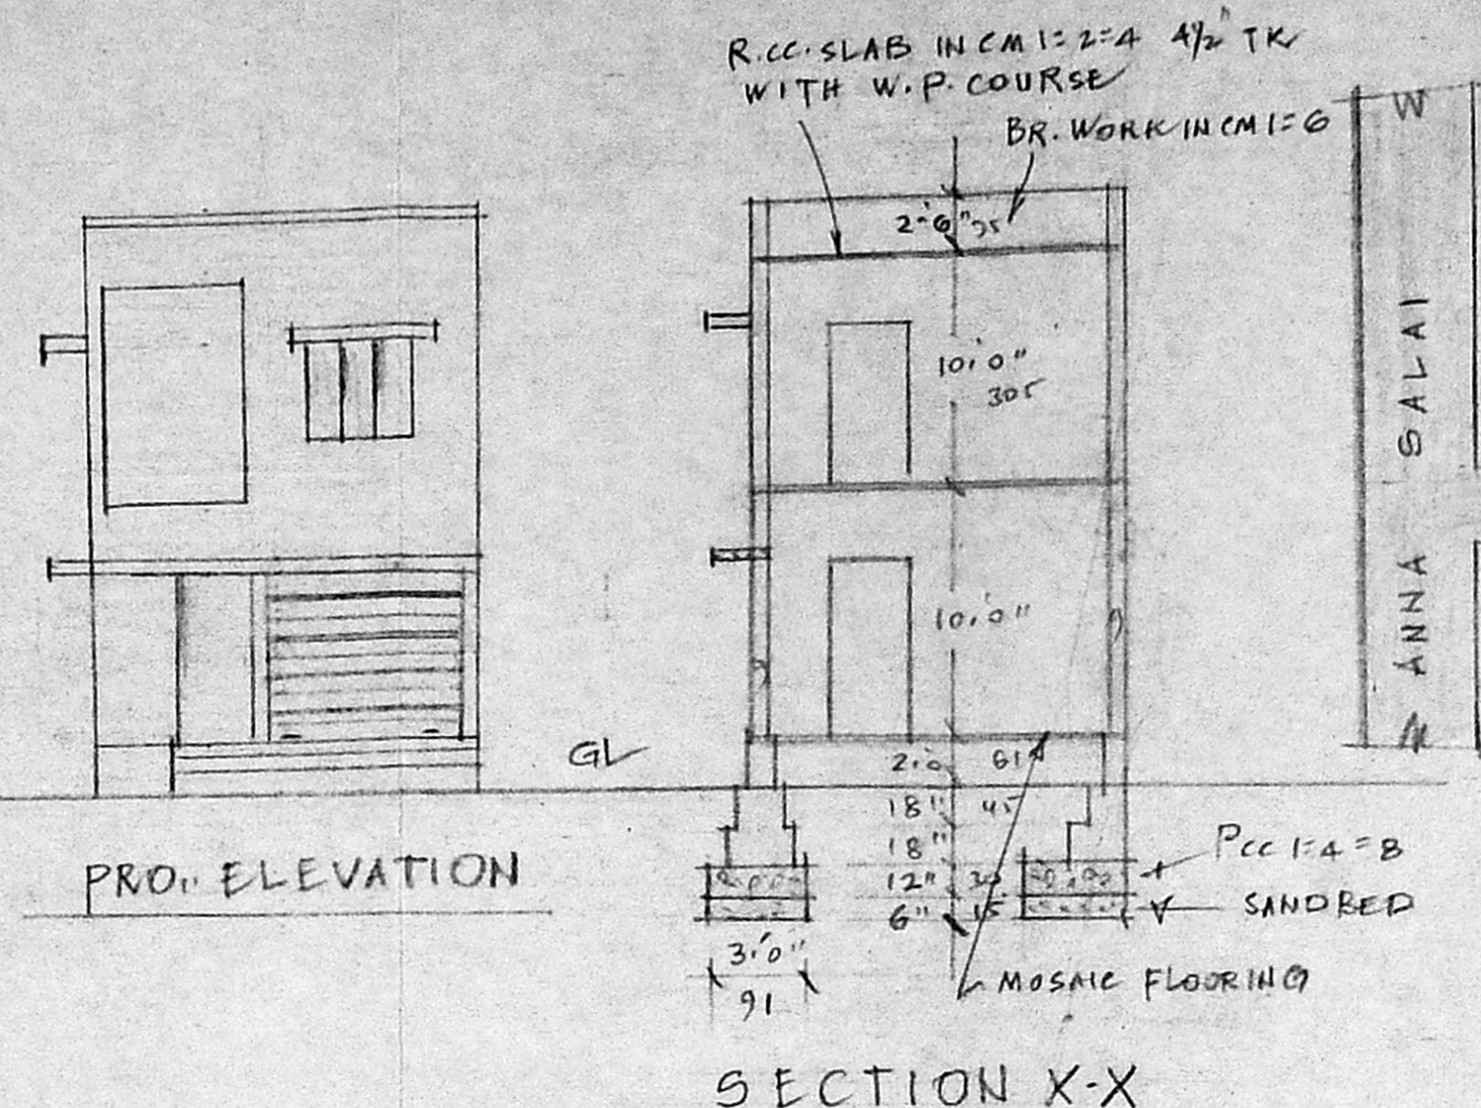 R.CC. SLAB IN CM 1=2=4 4½" TK
WITH W.P. COURSE
BR. WORK IN CM 1=6
2'-6"
10'.0"
305
10'.0"
GL
2'.0 61
18" 45
18"
12" 30
6" 15
PCC 1=4=8
SANDBED
3'.0"
91
MOSAIC FLOORING
PRO.. ELEVATION
SECTION X-X
W
ANNA SALAI